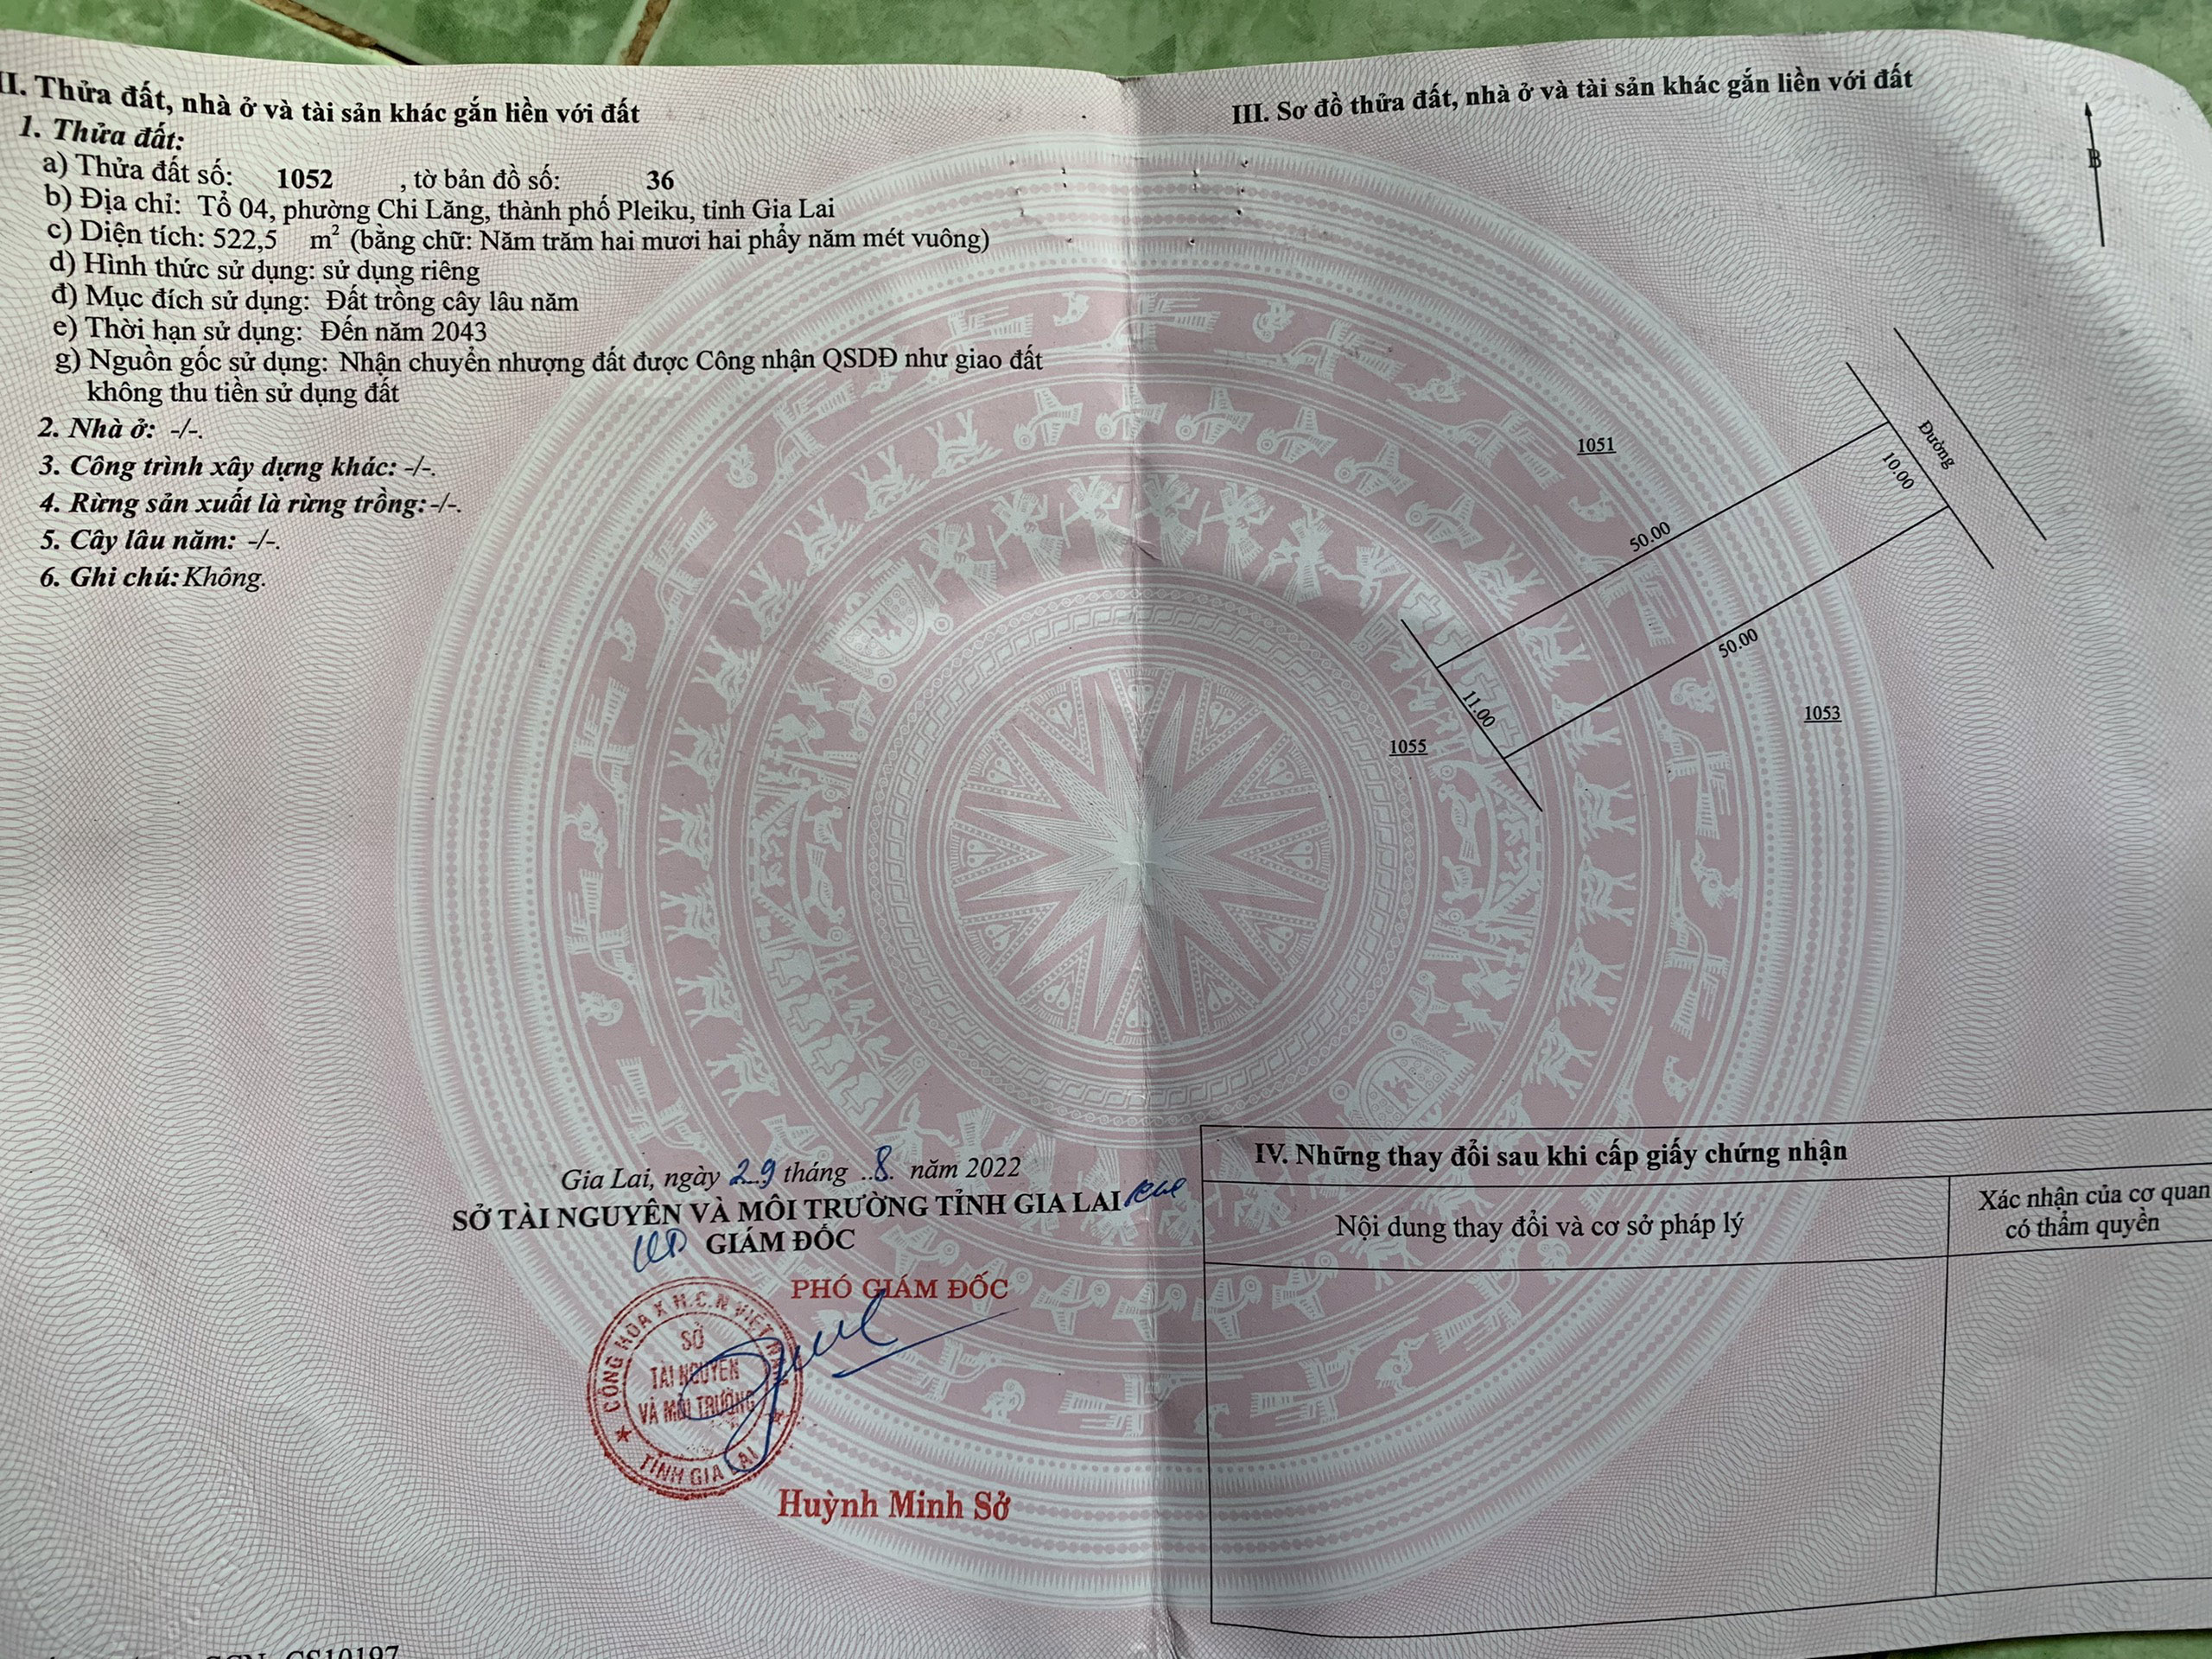 II. Thửa đất, nhà ở và tài sản khác gắn liền với đất
1. Thửa đất:
a) Thửa đất số: 1052 , tờ bản đồ số: 36
b) Địa chỉ: Tổ 04, phường Chi Lăng, thành phố Pleiku, tỉnh Gia Lai
c) Diện tích: 522,5 m² (bằng chữ: Năm trăm hai mươi hai phẩy năm mét vuông)
d) Hình thức sử dụng: sử dụng riêng
đ) Mục đích sử dụng: Đất trồng cây lâu năm
e) Thời hạn sử dụng: Đến năm 2043
g) Nguồn gốc sử dụng: Nhận chuyển nhượng đất được Công nhận QSDĐ như giao đất
không thu tiền sử dụng đất
2. Nhà ở: -/-.
3. Công trình xây dựng khác: -/-.
4. Rừng sản xuất là rừng trồng: -/-.
5. Cây lâu năm: -/-.
6. Ghi chú: Không.
Gia Lai, ngày 29 tháng 8 năm 2022
SỞ TÀI NGUYÊN VÀ MÔI TRƯỜNG TỈNH GIA LAI
GIÁM ĐỐC
PHÓ GIÁM ĐỐC
CỘNG HÒA X.H.C.N VIỆT NAM
SỞ
TÀI NGUYÊN
VÀ MÔI TRƯỜNG
TỈNH GIA LAI
Huỳnh Minh Sở
CS10197
III. Sơ đồ thửa đất, nhà ở và tài sản khác gắn liền với đất
B
1051
Đường
10.00
50.00
50.00
11.00
1053
1055
IV. Những thay đổi sau khi cấp giấy chứng nhận
Nội dung thay đổi và cơ sở pháp lý
Xác nhận của cơ quan
có thẩm quyền